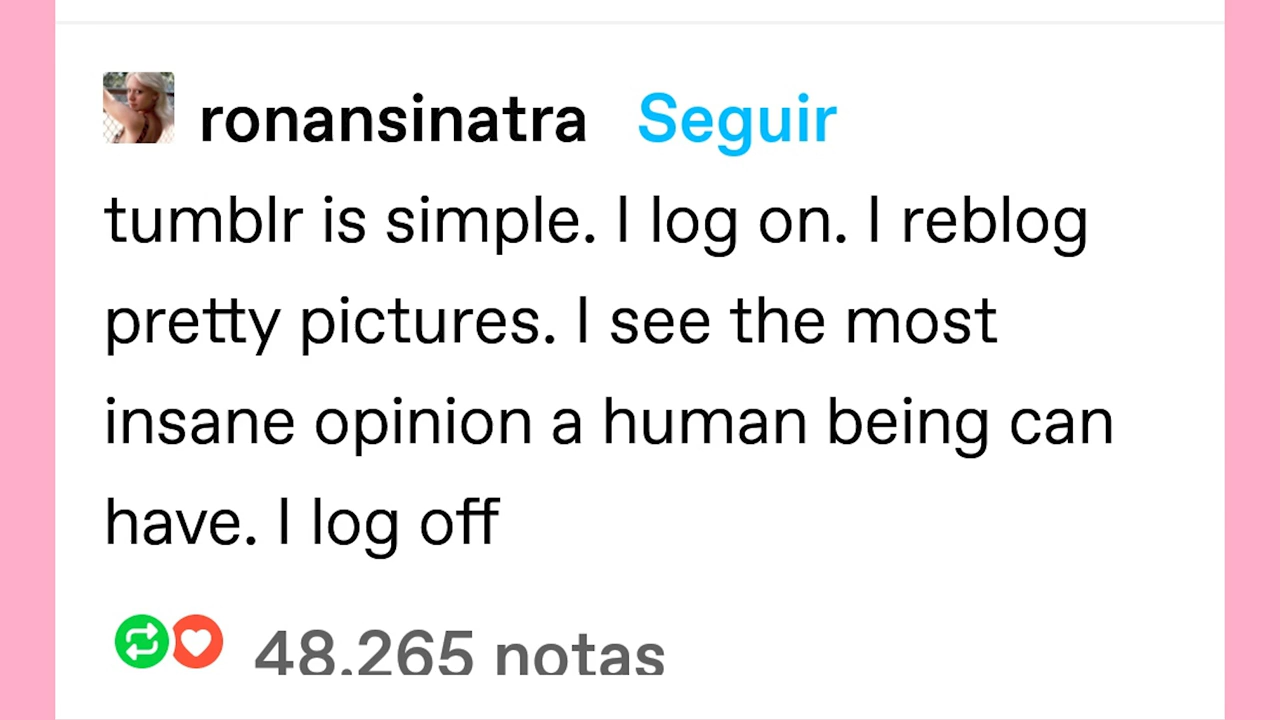 ronansinatra Seguir
tumblr is simple. I log on. I reblog
pretty pictures. I see the most
insane opinion a human being can
have. I log off
48.265 notas